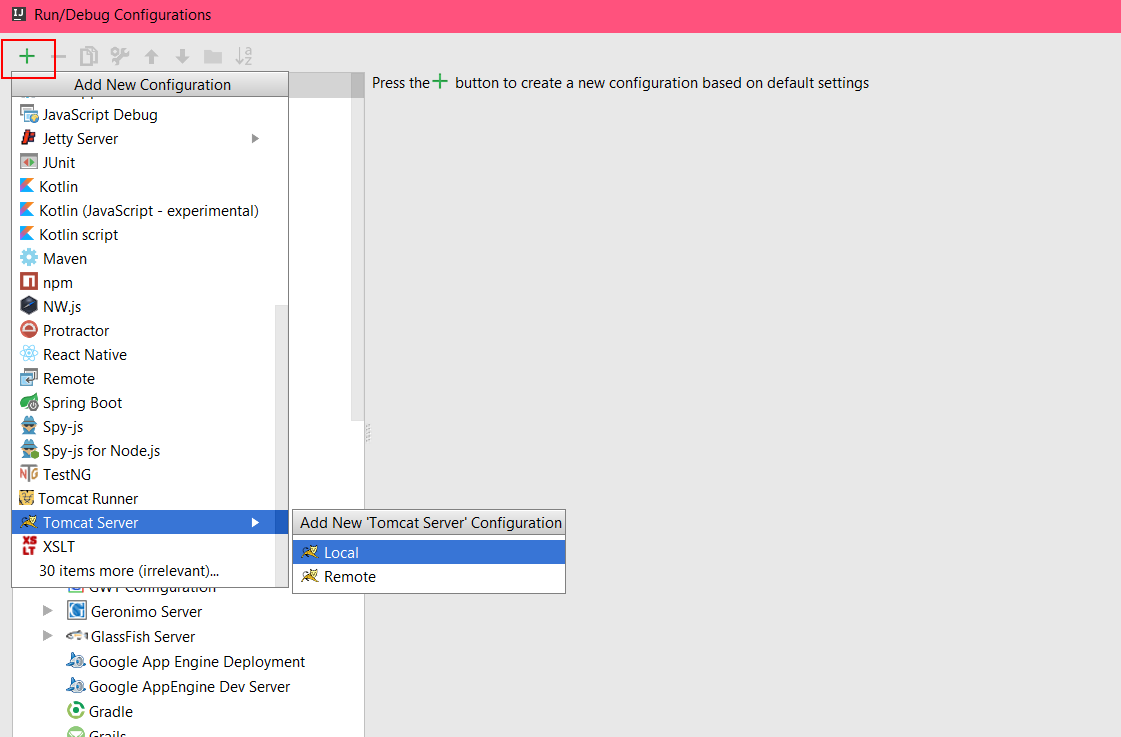 Run/Debug Configurations
Add New Configuration
Press the + button to create a new configuration based on default settings
JavaScript Debug
Jetty Server
JUnit
Kotlin
Kotlin (JavaScript - experimental)
Kotlin script
Maven
npm
NW.js
Protractor
React Native
Remote
Spring Boot
Spy-js
Spy-js for Node.js
TestNG
Tomcat Runner
Tomcat Server
XSLT
30 items more (irrelevant)...
Add New 'Tomcat Server' Configuration
Local
Remote
GWT Configuration
Geronimo Server
GlassFish Server
Google App Engine Deployment
Google AppEngine Dev Server
Gradle
Grails